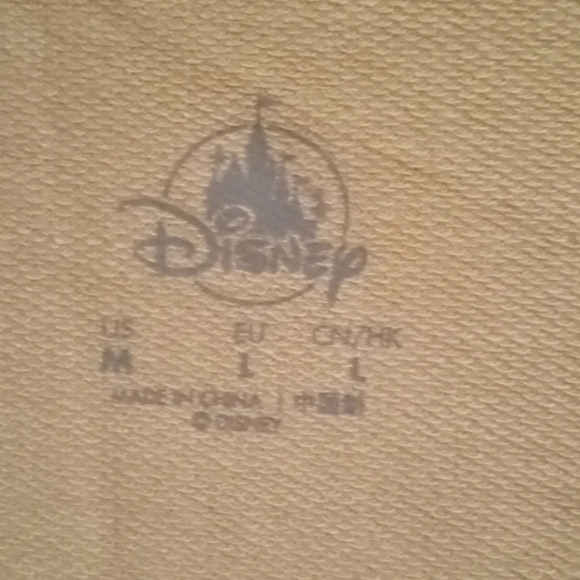 Disney
US EU CN/HK
M L L
MADE IN CHINA | 中国制
© DISNEY